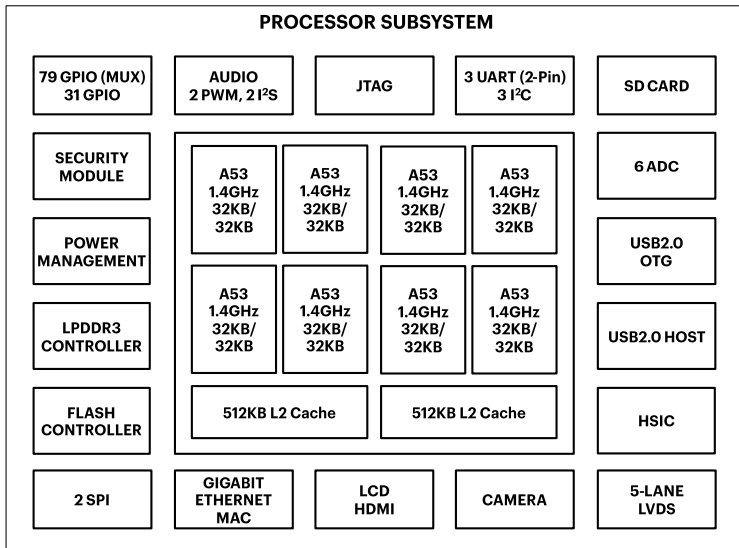 PROCESSOR SUBSYSTEM
79 GPIO (MUX)
31 GPIO
AUDIO
2 PWM, 2 I²S
JTAG
3 UART (2-Pin)
3 I²C
SD CARD
SECURITY
MODULE
POWER
MANAGEMENT
LPDDR3
CONTROLLER
FLASH
CONTROLLER
A53
1.4GHz
32KB/
32KB
A53
1.4GHz
32KB/
32KB
A53
1.4GHz
32KB/
32KB
A53
1.4GHz
32KB/
32KB
A53
1.4GHz
32KB/
32KB
A53
1.4GHz
32KB/
32KB
A53
1.4GHz
32KB/
32KB
A53
1.4GHz
32KB/
32KB
512KB L2 Cache
512KB L2 Cache
6 ADC
USB2.0
OTG
USB2.0 HOST
HSIC
2 SPI
GIGABIT
ETHERNET
MAC
LCD
HDMI
CAMERA
5-LANE
LVDS